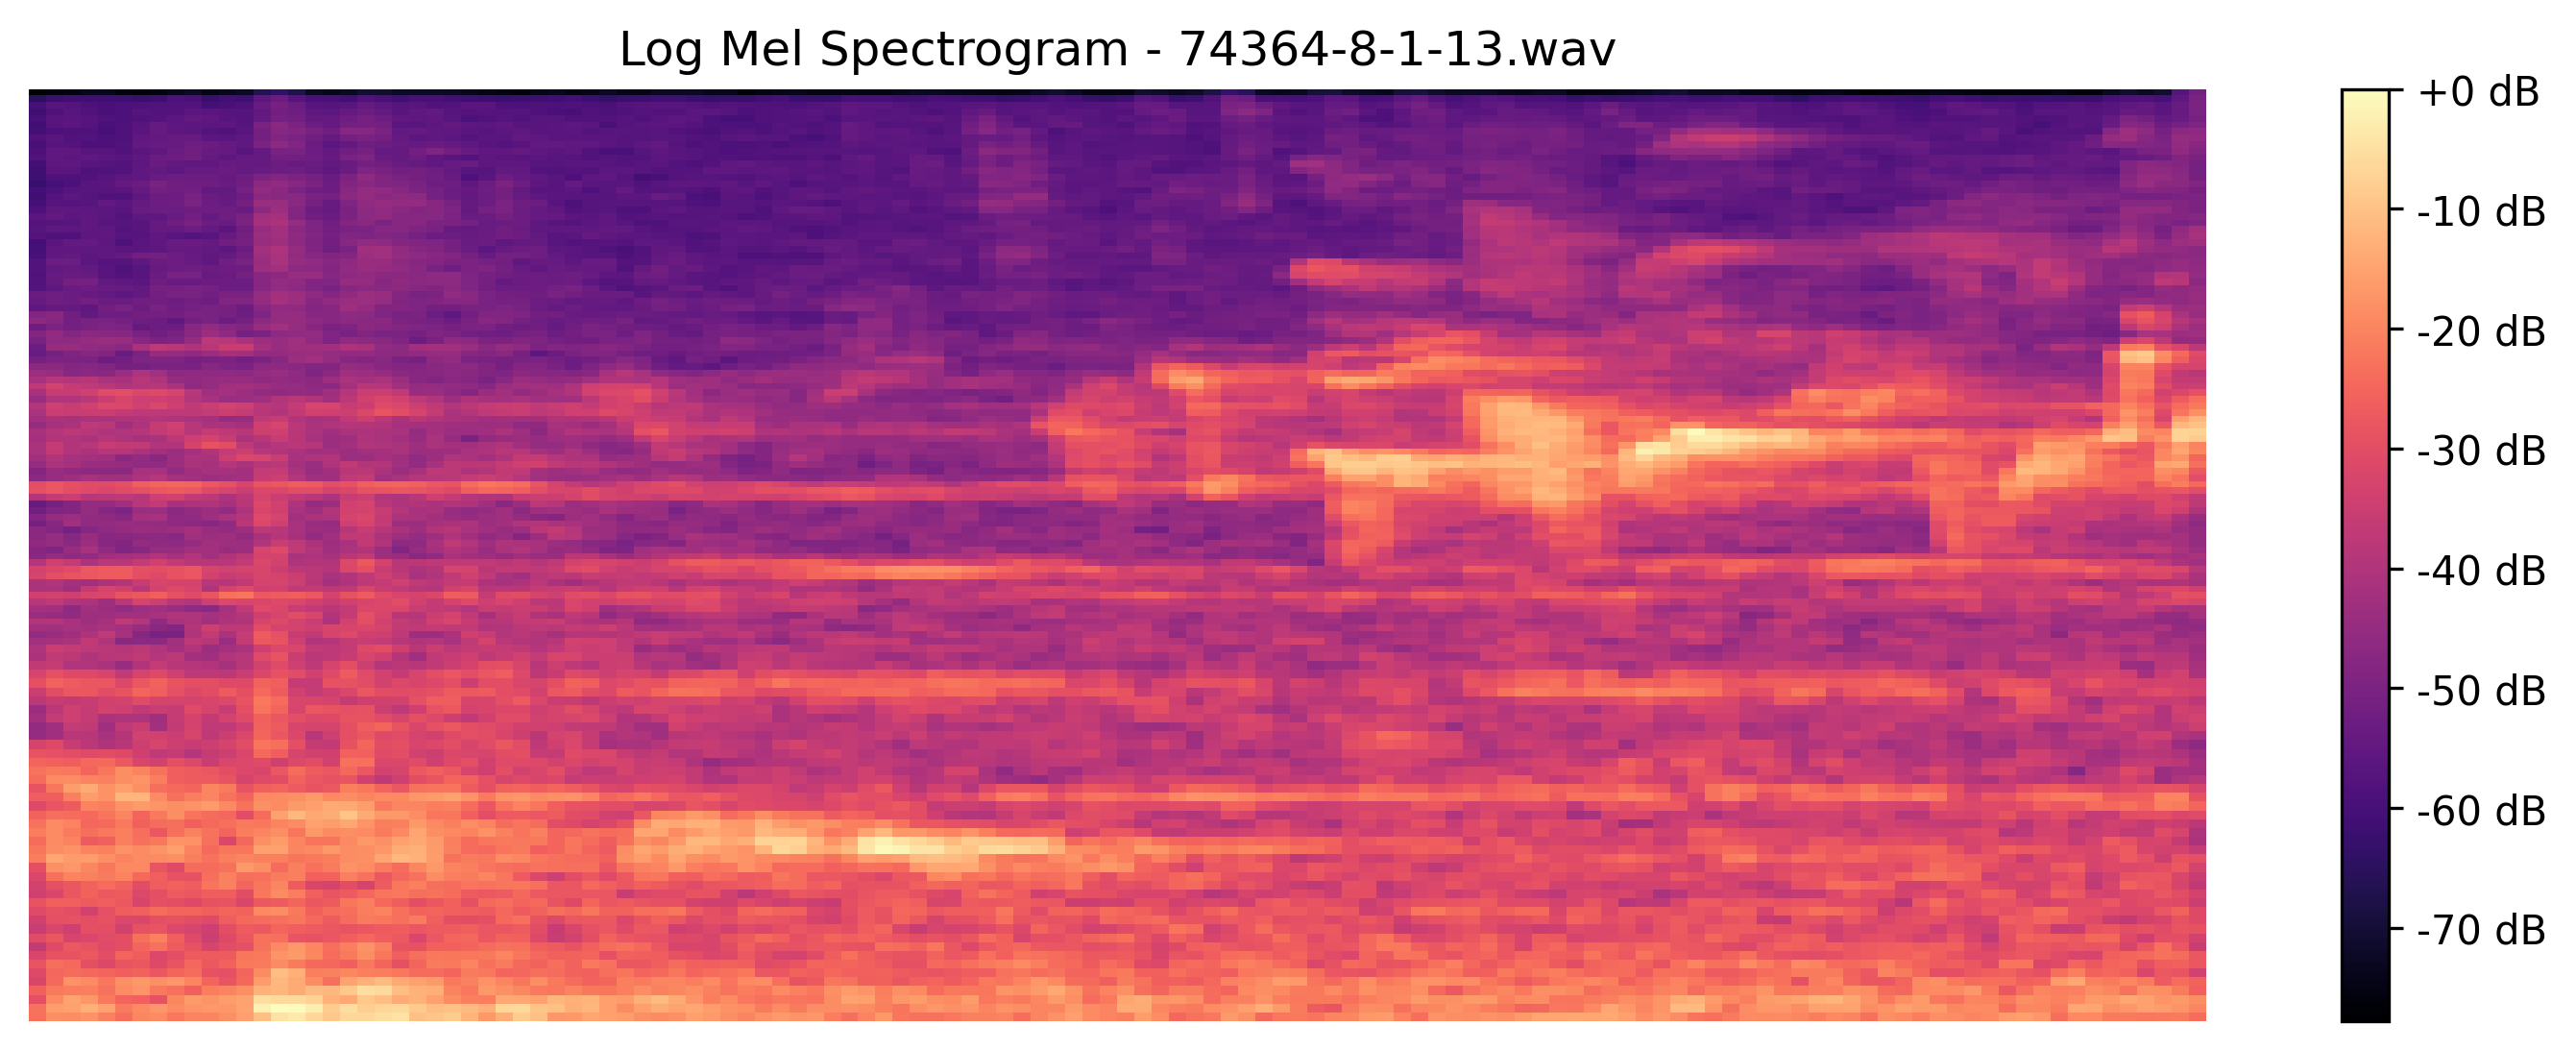 Log Mel Spectrogram - 74364-8-1-13.wav
+0 dB
-10 dB
-20 dB
-30 dB
-40 dB
-50 dB
-60 dB
-70 dB